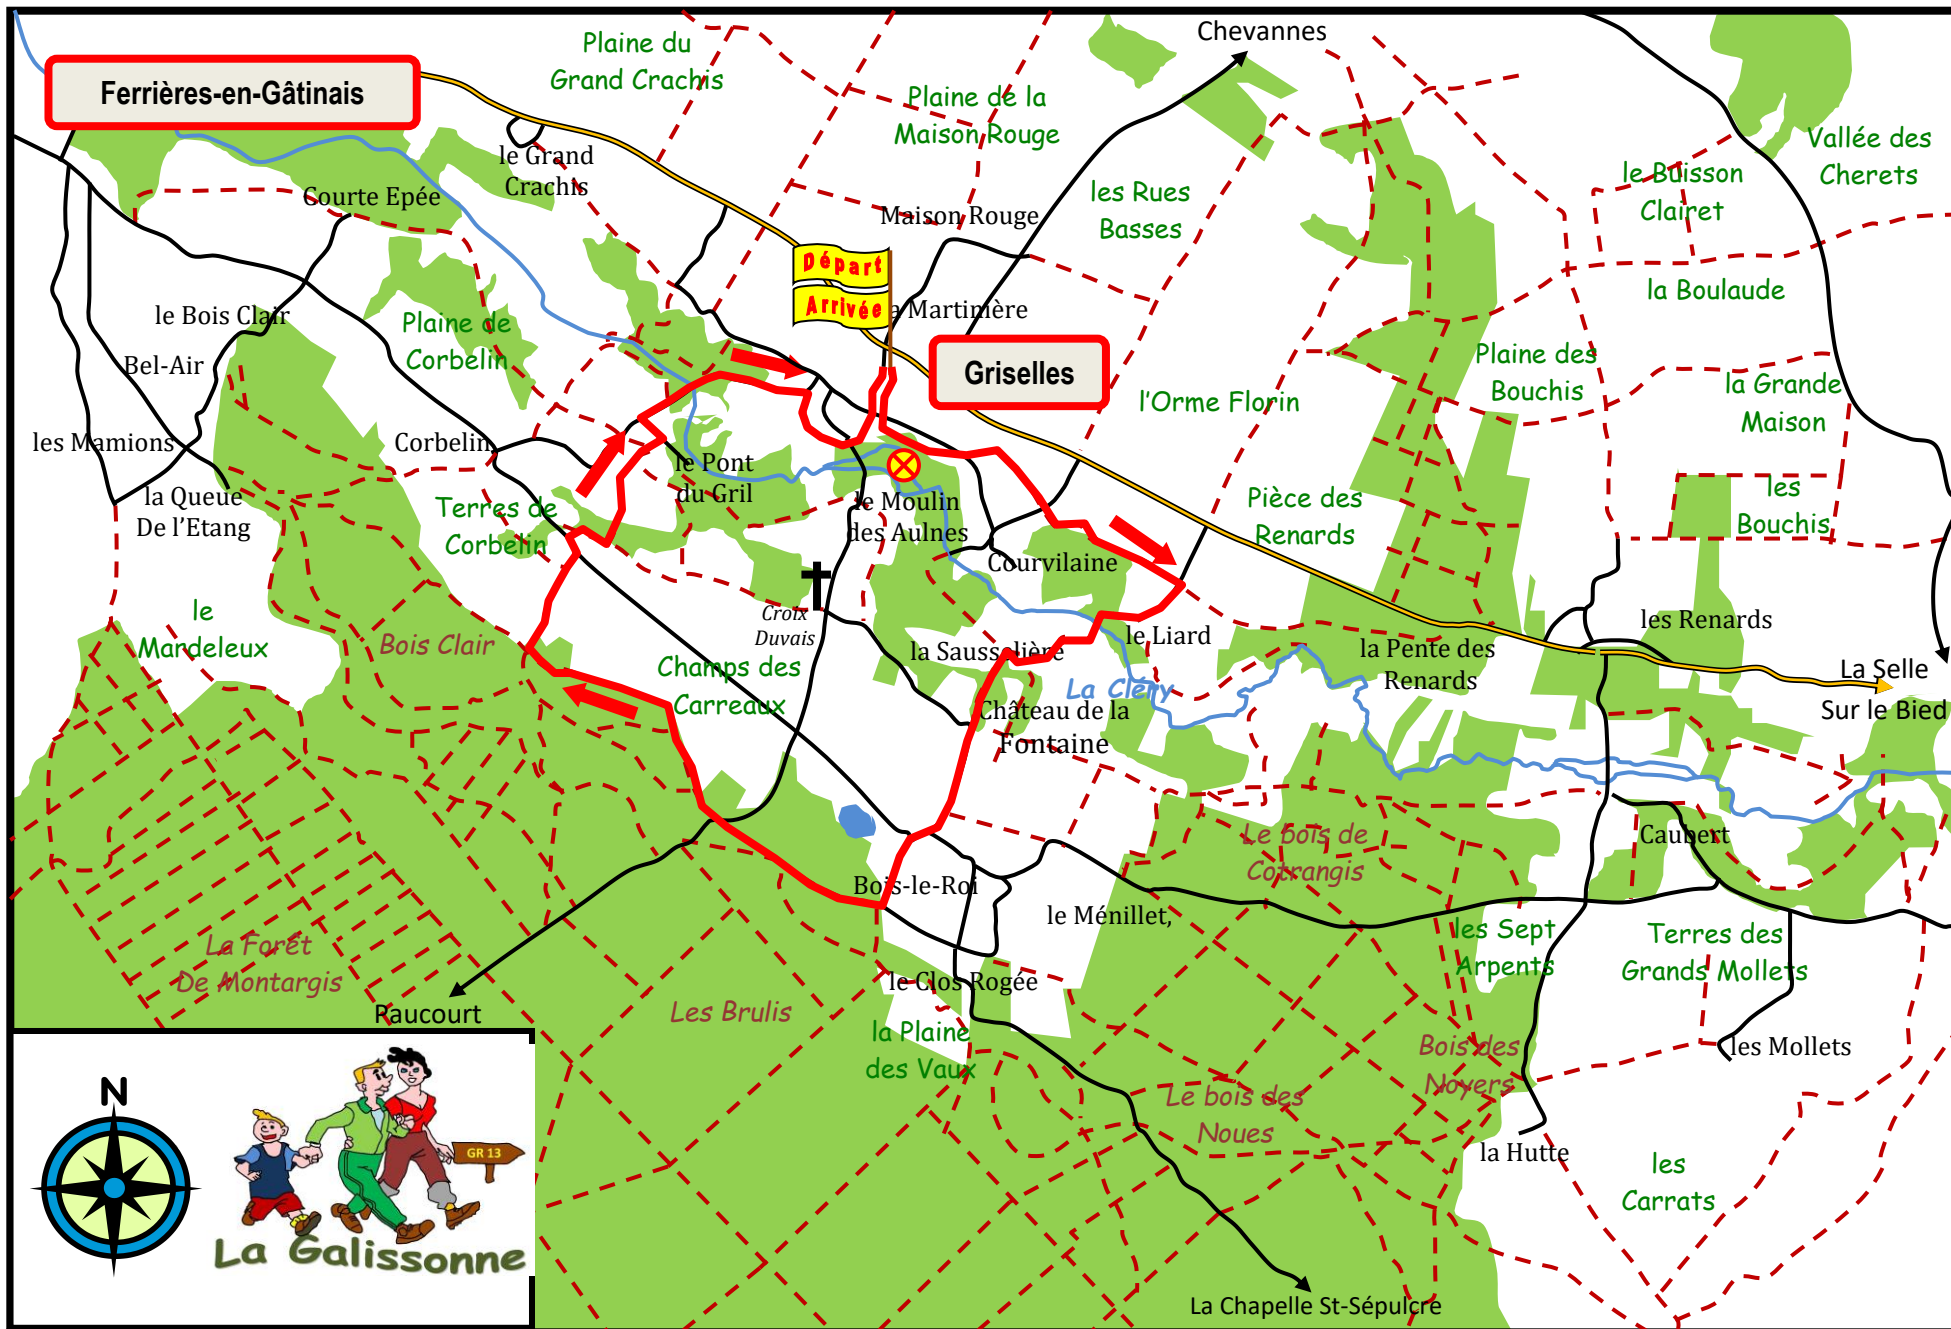 Chevannes
Plaine du
Grand Crachis
Ferrières-en-Gâtinais
Plaine de la
Maison Rouge
le Grand
Crachis
Vallée des
Cherets
le Buisson
Clairet
Courte Epée
Maison Rouge
les Rues
Basses
Départ
Arrivée
la Boulaude
le Bois Clair
Martinière
Plaine de
Corbelin
Bel-Air
Griselles
Plaine des
Bouchis
la Grande
Maison
l'Orme Florin
les Mamions
Corbelin
le Pont
du Gril
la Queue
De l'Etang
Terres de
Corbelin
le Moulin
des Aulnes
Pièce des
Renards
les
Bouchis
Courvilaine
le
Mardeleux
Bois Clair
Croix
Duvais
la Saussolière
le Liard
les Renards
la Pente des
Renards
Champs des
Carreaux
La Cléry
La Selle
Sur le Bied
Château de la
Fontaine
Le bois de
Cotrangis
Caubert
Bois-le-Roi
le Ménillet,
les Sept
Arpents
Terres des
Grands Mollets
La Forêt
De Montargis
le Clos Rogée
Paucourt
Les Brulis
la Plaine
des Vaux
Bois des
Noyers
les Mollets
Le bois des
Noues
la Hutte
les
Carrats
N
GR 13
La Galissonne
La Chapelle St-Sépulcre